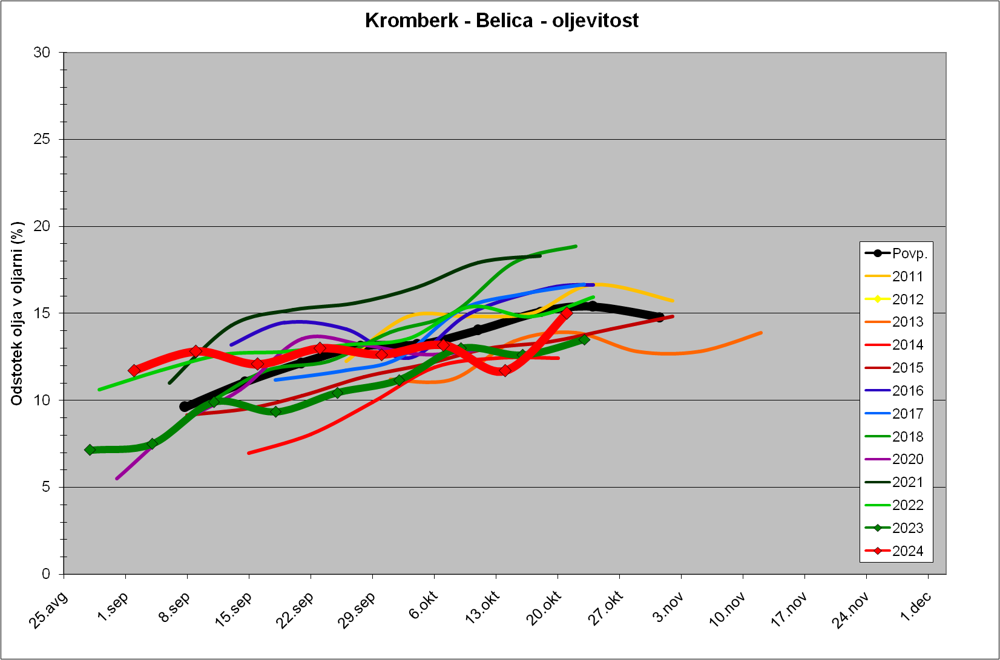 Kromberk - Belica - oljevitost
Odstotek olja v oljarni (%)
30
25
20
15
10
5
0
25.avg
1.sep
8.sep
15.sep
22.sep
29.sep
6.okt
13.okt
20.okt
27.okt
3.nov
10.nov
17.nov
24.nov
1.dec
Povp.
2011
2012
2013
2014
2015
2016
2017
2018
2020
2021
2022
2023
2024